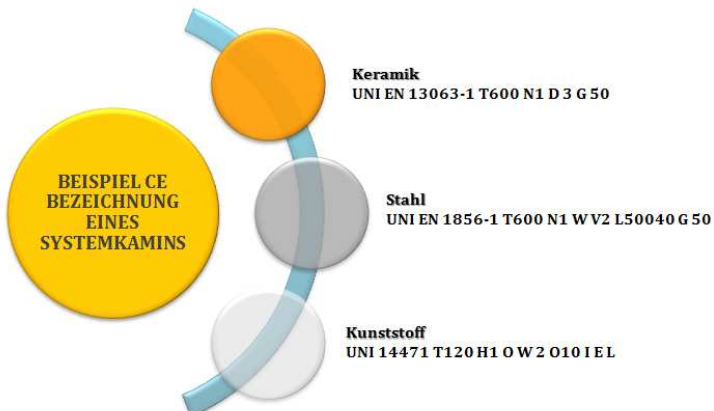 BEISPIEL CE
BEZEICHNUNG
EINES
SYSTEMKAMINS
Keramik
UNI EN 13063-1 T600 N1 D 3 G 50
Stahl
UNI EN 1856-1 T600 N1 W V2 L50040 G 50
Kunststoff
UNI 14471 T120 H1 O W 2 O10 I E L